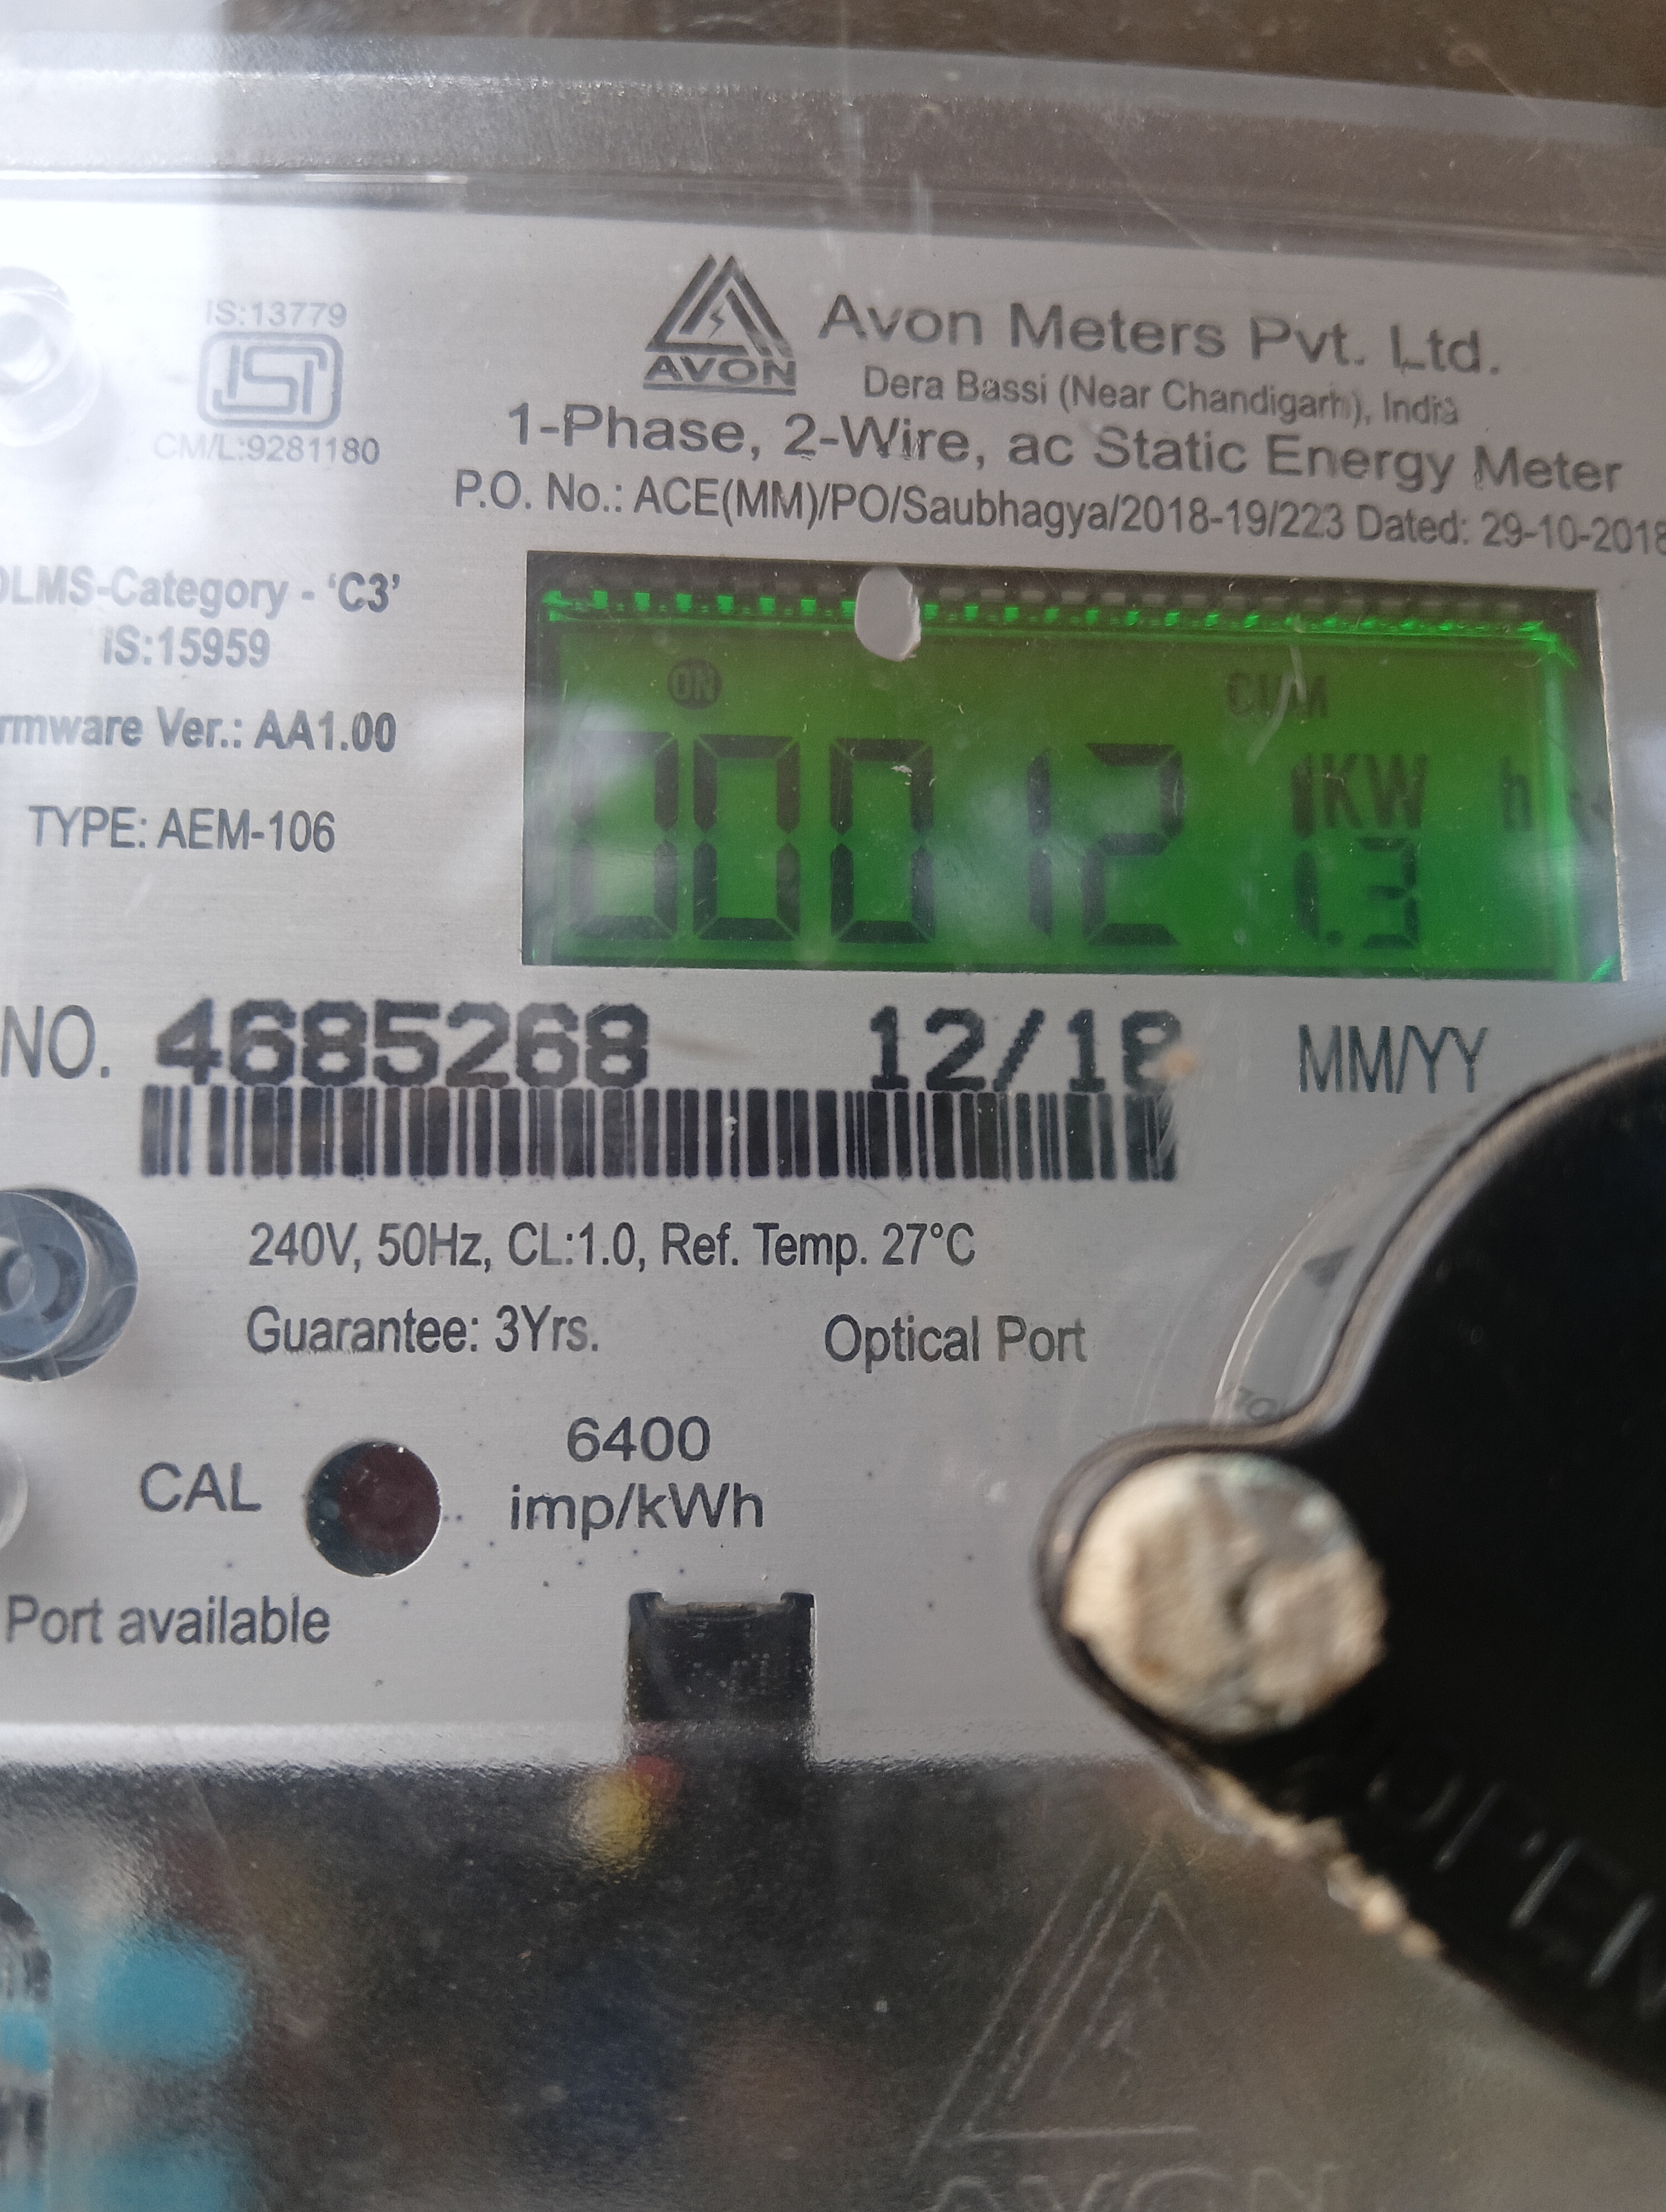 IS:13779
ISI
CM/L:9281180
AVON
Avon Meters Pvt. Ltd.
Dera Bassi (Near Chandigarh), India
1-Phase, 2-Wire, ac Static Energy Meter
P.O. No.: ACE(MM)/PO/Saubhagya/2018-19/223 Dated: 29-10-2018
DLMS-Category - ‘C3’
IS:15959
rmware Ver.: AA1.00
TYPE: AEM-106
ON CUM
00012 KW h
1.3
NO. 4685268 12/18 MM/YY
240V, 50Hz, CL:1.0, Ref. Temp. 27°C
Guarantee: 3Yrs. Optical Port
CAL 6400
imp/kWh
Port available
OPEN
AVON